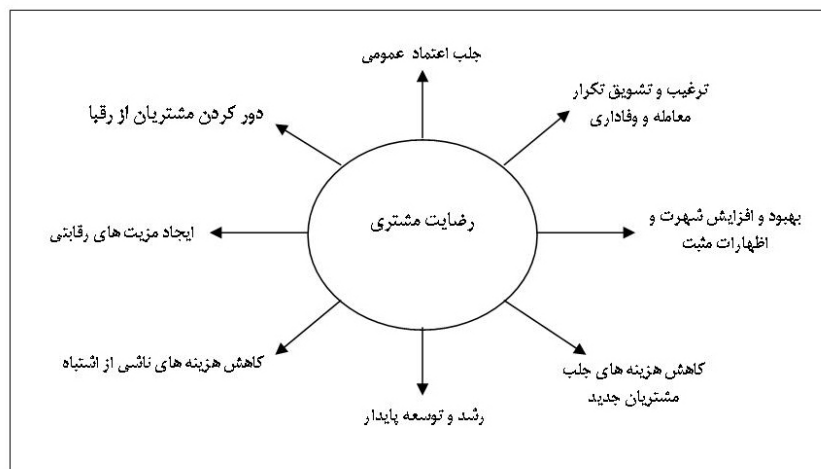 جلب اعتماد عمومی
ترغیب و تشویق تکرار
معامله و وفاداری
دور کردن مشتریان از رقبا
رضایت مشتری
بهبود و افزایش شهرت و
اظهارات مثبت
ایجاد مزیت های رقابتی
کاهش هزینه های جلب
مشتریان جدید
کاهش هزینه های ناشی از اشتباه
رشد و توسعه پایدار